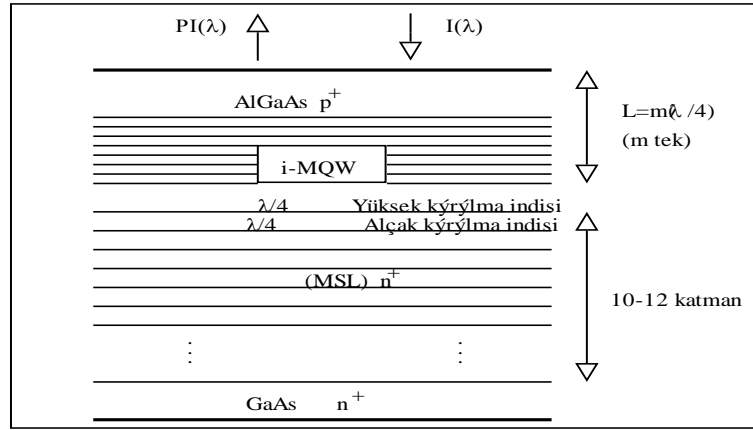 PI(λ) I(λ)
AlGaAs p+
L=m(λ/4)
(m tek)
i-MQW
λ/4 Yüksek kýrýlma indisi
λ/4 Alçak kýrýlma indisi
(MSL) n+
10-12 katman
GaAs n+